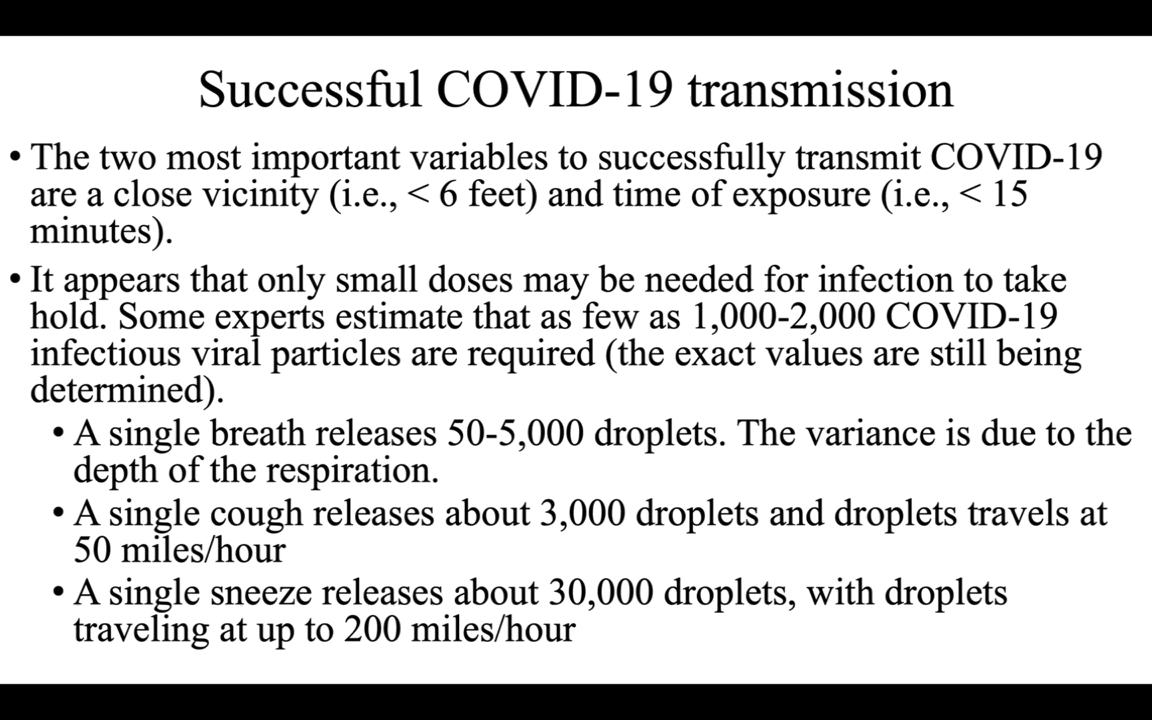 Successful COVID-19 transmission
• The two most important variables to successfully transmit COVID-19
are a close vicinity (i.e., < 6 feet) and time of exposure (i.e., < 15
minutes).
• It appears that only small doses may be needed for infection to take
hold. Some experts estimate that as few as 1,000-2,000 COVID-19
infectious viral particles are required (the exact values are still being
determined).
• A single breath releases 50-5,000 droplets. The variance is due to the
depth of the respiration.
• A single cough releases about 3,000 droplets and droplets travels at
50 miles/hour
• A single sneeze releases about 30,000 droplets, with droplets
traveling at up to 200 miles/hour